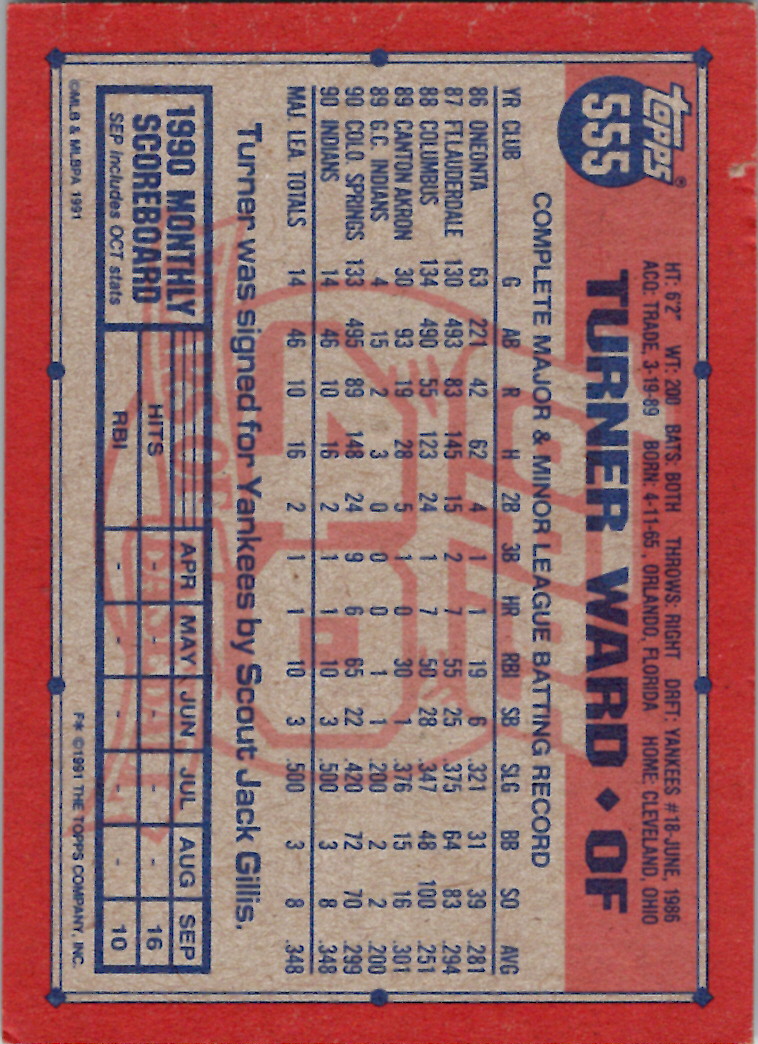 topps®
555
HT: 6'2" WT: 200 BATS: BOTH THROWS: RIGHT DRFT: YANKEES #18-JUNE, 1986
ACQ: TRADE, 3-19-89 BORN: 4-11-65, ORLANDO, FLORIDA HOME: CLEVELAND, OHIO
TURNER WARD ♦ OF
COMPLETE MAJOR & MINOR LEAGUE BATTING RECORD
YR CLUB G AB R H 2B 3B HR RBI SB SLG BB SO AVG
86 ONEONTA 63 221 42 62 4 1 1 19 6 .321 31 39 .281
87 FT.LAUDERDALE 130 493 83 145 15 2 7 55 25 .375 64 83 .294
88 COLUMBUS 134 490 55 123 24 1 7 50 28 .347 48 100 .251
89 CANTON AKRON 30 93 19 28 5 1 0 30 1 .376 15 16 .301
89 G.C. INDIANS 4 15 2 3 0 0 0 1 1 .200 2 2 .200
90 COLO. SPRINGS 133 495 89 148 24 9 6 65 22 .420 72 70 .299
90 INDIANS 14 46 10 16 2 1 1 10 3 .500 3 8 .348
MAJ. LEA. TOTALS 14 46 10 16 2 1 1 10 3 .500 3 8 .348
Turner was signed for Yankees by Scout Jack Gillis.
1990 MONTHLY
SCOREBOARD
SEP includes OCT stats
APR MAY JUN JUL AUG SEP
HITS - - - - - 16
RBI - - - - - 10
©MLB & MLBPA 1991
F* ©1991 THE TOPPS COMPANY, INC.